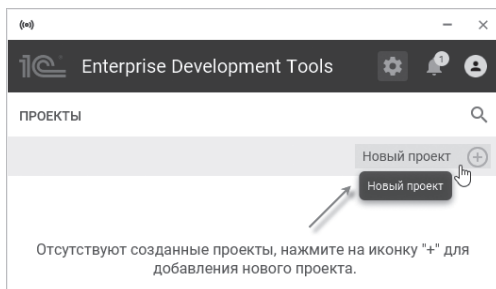 1С Enterprise Development Tools
1
ПРОЕКТЫ
Новый проект
Новый проект
Отсутствуют созданные проекты, нажмите на иконку "+" для
добавления нового проекта.